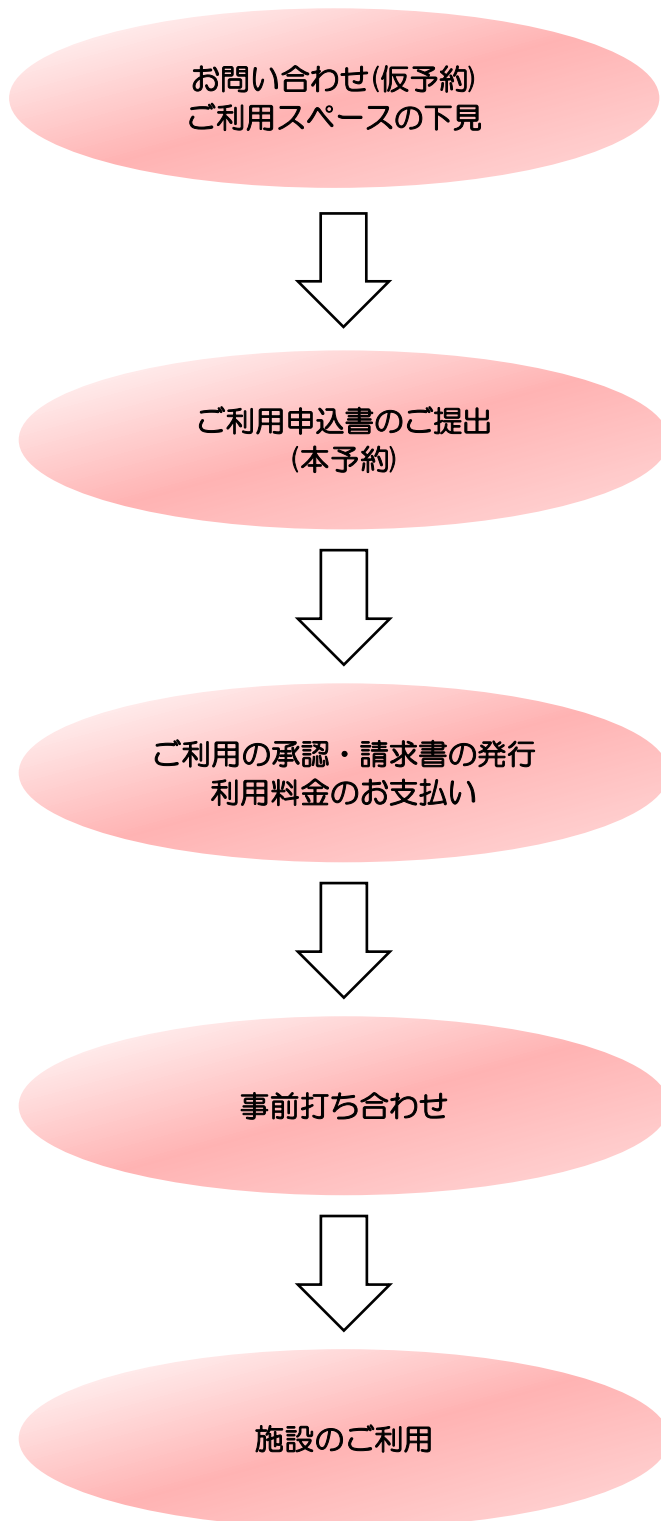 お問い合わせ(仮予約)
ご利用スペースの下見
ご利用申込書のご提出
(本予約)
ご利用の承認・請求書の発行
利用料金のお支払い
事前打ち合わせ
施設のご利用